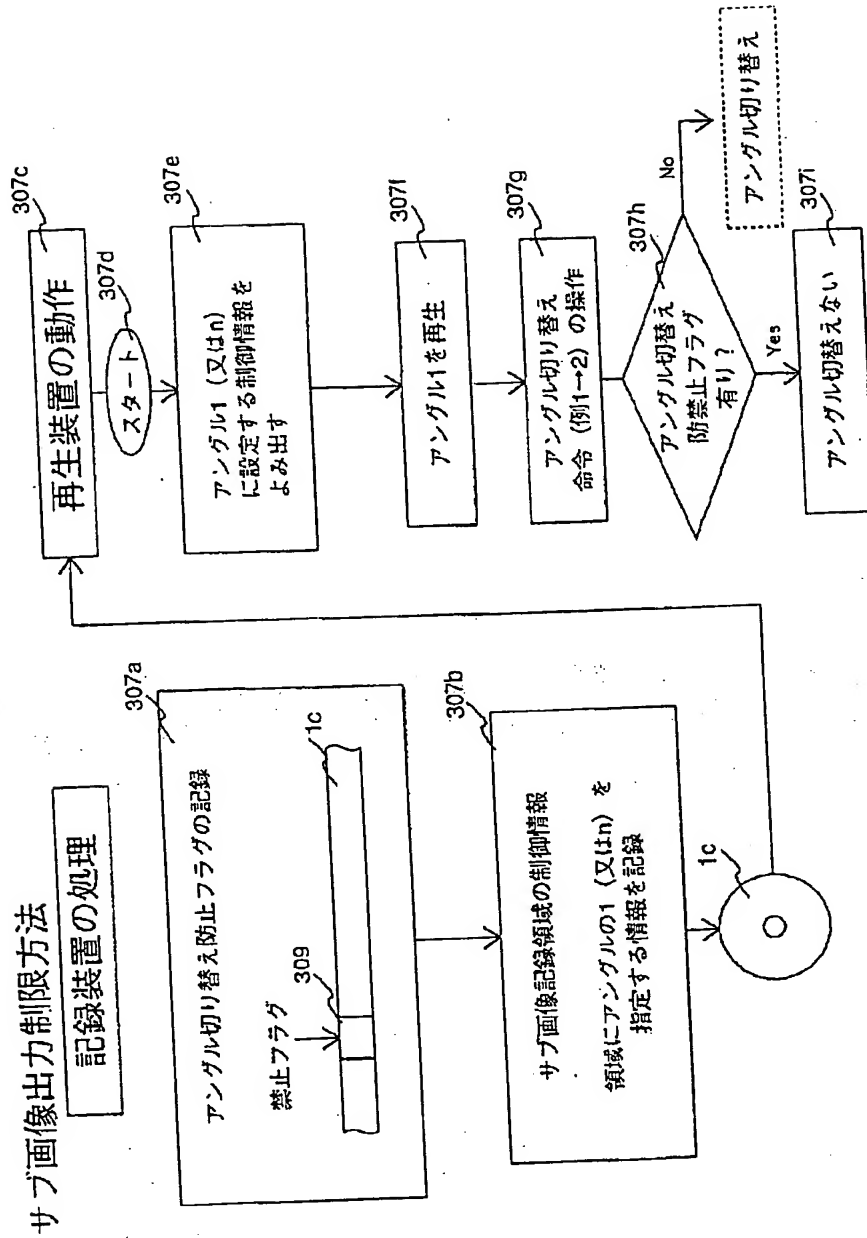 サブ画像出力制限方法
記録装置の処理
307a
アングル切り替え防止フラグの記録
禁止フラグ
309
1c
307b
サブ画像記録領域の制御情報
領域にアングルの1（又はn）を
指定する情報を記録
1c
再生装置の動作
307c
スタート
307d
307e
アングル1（又はn）
に設定する制御情報を
よみ出す
307f
アングル1を再生
307g
アングル切り替え
命令（例1→2）の操作
307h
アングル切替え
防禁止フラグ
有り？
No
アングル切り替え
Yes
307i
アングル切替えない